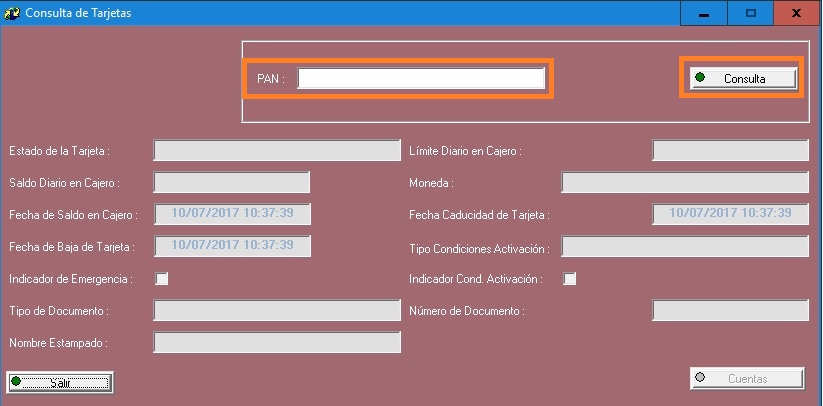 Consulta de Tarjetas
PAN : Consulta
Estado de la Tarjeta : Límite Diario en Cajero :
Saldo Diario en Cajero : Moneda :
Fecha de Saldo en Cajero : 10/07/2017 10:37:39 Fecha Caducidad de Tarjeta : 10/07/2017 10:37:39
Fecha de Baja de Tarjeta : 10/07/2017 10:37:39 Tipo Condiciones Activación :
Indicador de Emergencia : Indicador Cond. Activación :
Tipo de Documento : Número de Documento :
Nombre Estampado :
Salir Cuentas